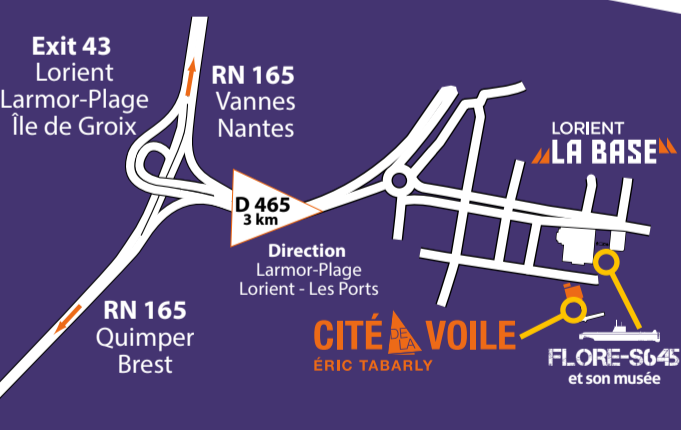 Exit 43
Lorient
Larmor-Plage
Île de Groix
RN 165
Vannes
Nantes
D 465
3 km
Direction
Larmor-Plage
Lorient - Les Ports
RN 165
Quimper
Brest
LORIENT
LA BASE
CITÉ DE LA VOILE
ÉRIC TABARLY
FLORE-S645
et son musée